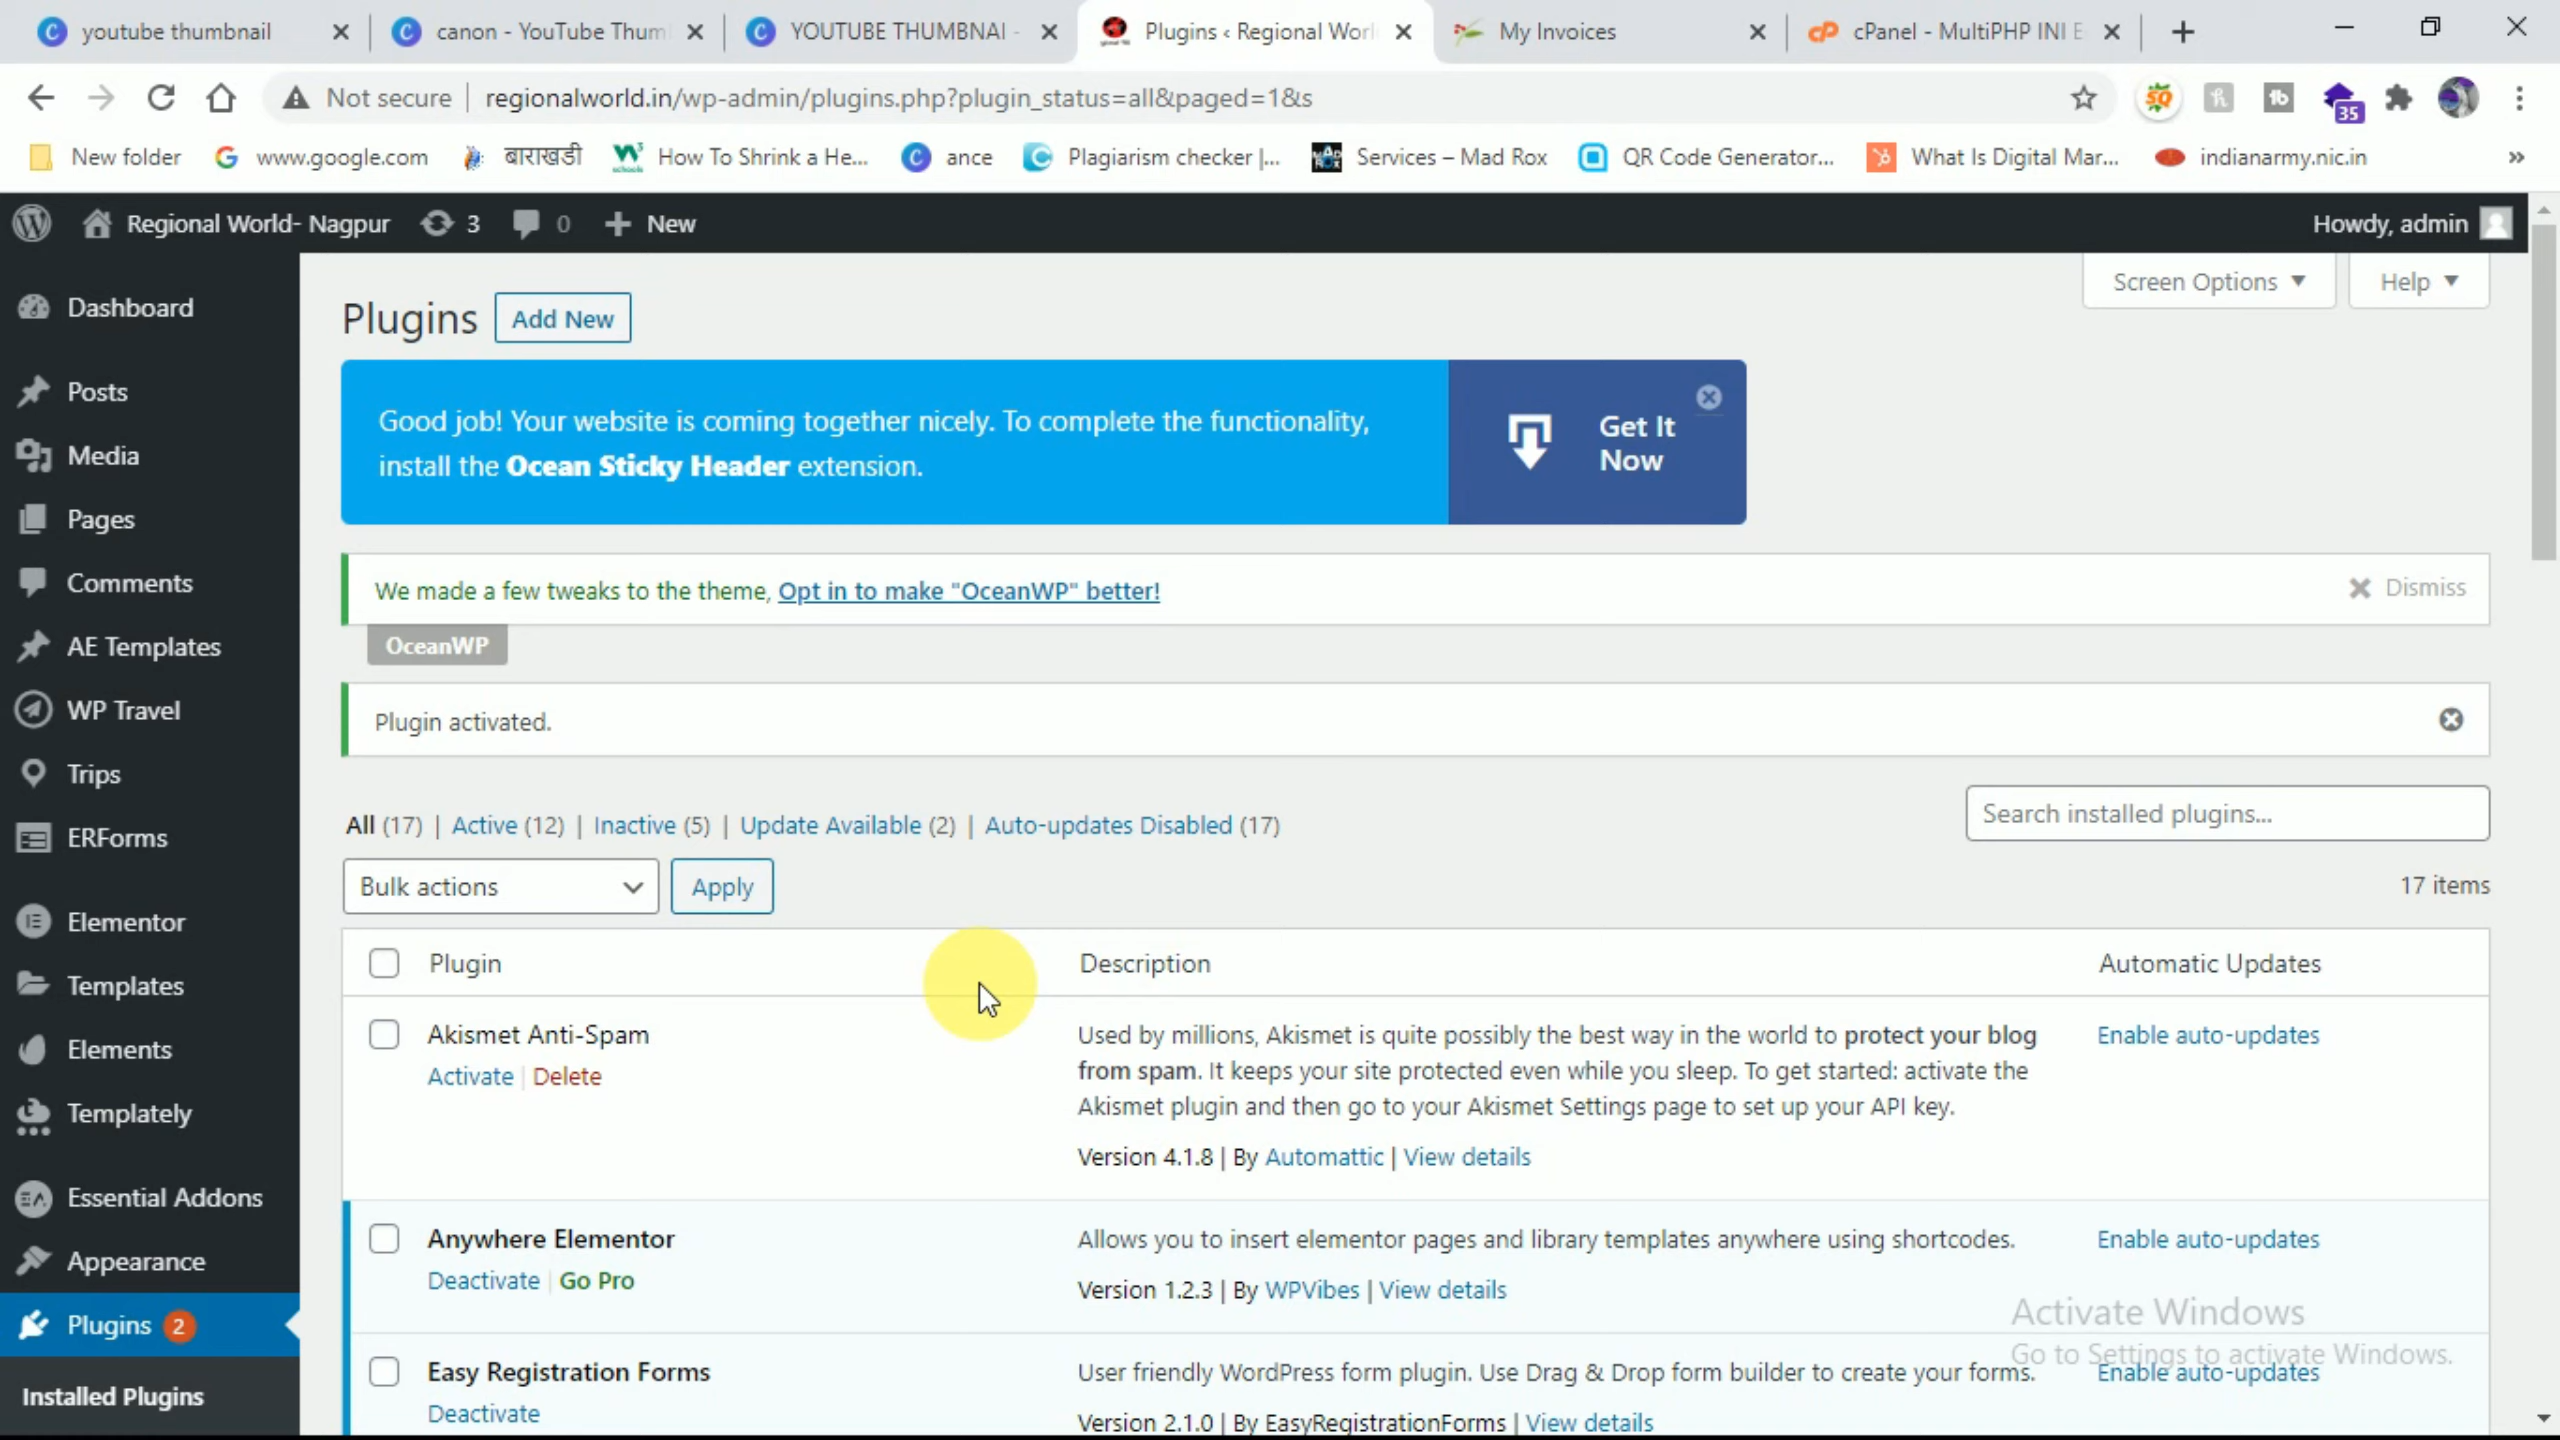 youtube thumbnail
canon - YouTube Thum
YOUTUBE THUMBNAI -
Plugins ‹ Regional Worl
My Invoices
cPanel - MultiPHP INI E
Not secure
regionalworld.in/wp-admin/plugins.php?plugin_status=all&paged=1&s
35
New folder
www.google.com
बाराखडी
How To Shrink a He...
ance
Plagiarism checker |...
Services – Mad Rox
QR Code Generator...
What Is Digital Mar...
indianarmy.nic.in
»
Regional World- Nagpur
3
0
New
Howdy, admin
Screen Options
Help
Dashboard
Posts
Media
Pages
Comments
AE Templates
WP Travel
Trips
ERForms
Elementor
Templates
Elements
Templately
Essential Addons
Appearance
Plugins 2
Installed Plugins
Plugins
Add New
Good job! Your website is coming together nicely. To complete the functionality,
install the Ocean Sticky Header extension.
Get It
Now
We made a few tweaks to the theme, Opt in to make "OceanWP" better!
Dismiss
OceanWP
Plugin activated.
All (17) | Active (12) | Inactive (5) | Update Available (2) | Auto-updates Disabled (17)
Search installed plugins...
Bulk actions
Apply
17 items
Plugin
Description
Automatic Updates
Akismet Anti-Spam
Activate | Delete
Used by millions, Akismet is quite possibly the best way in the world to protect your blog
from spam. It keeps your site protected even while you sleep. To get started: activate the
Akismet plugin and then go to your Akismet Settings page to set up your API key.
Version 4.1.8 | By Automattic | View details
Enable auto-updates
Anywhere Elementor
Deactivate | Go Pro
Allows you to insert elementor pages and library templates anywhere using shortcodes.
Version 1.2.3 | By WPVibes | View details
Enable auto-updates
Easy Registration Forms
Deactivate
User friendly WordPress form plugin. Use Drag & Drop form builder to create your forms.
Version 2.1.0 | By EasyRegistrationForms | View details
Enable auto-updates
Activate Windows
Go to Settings to activate Windows.